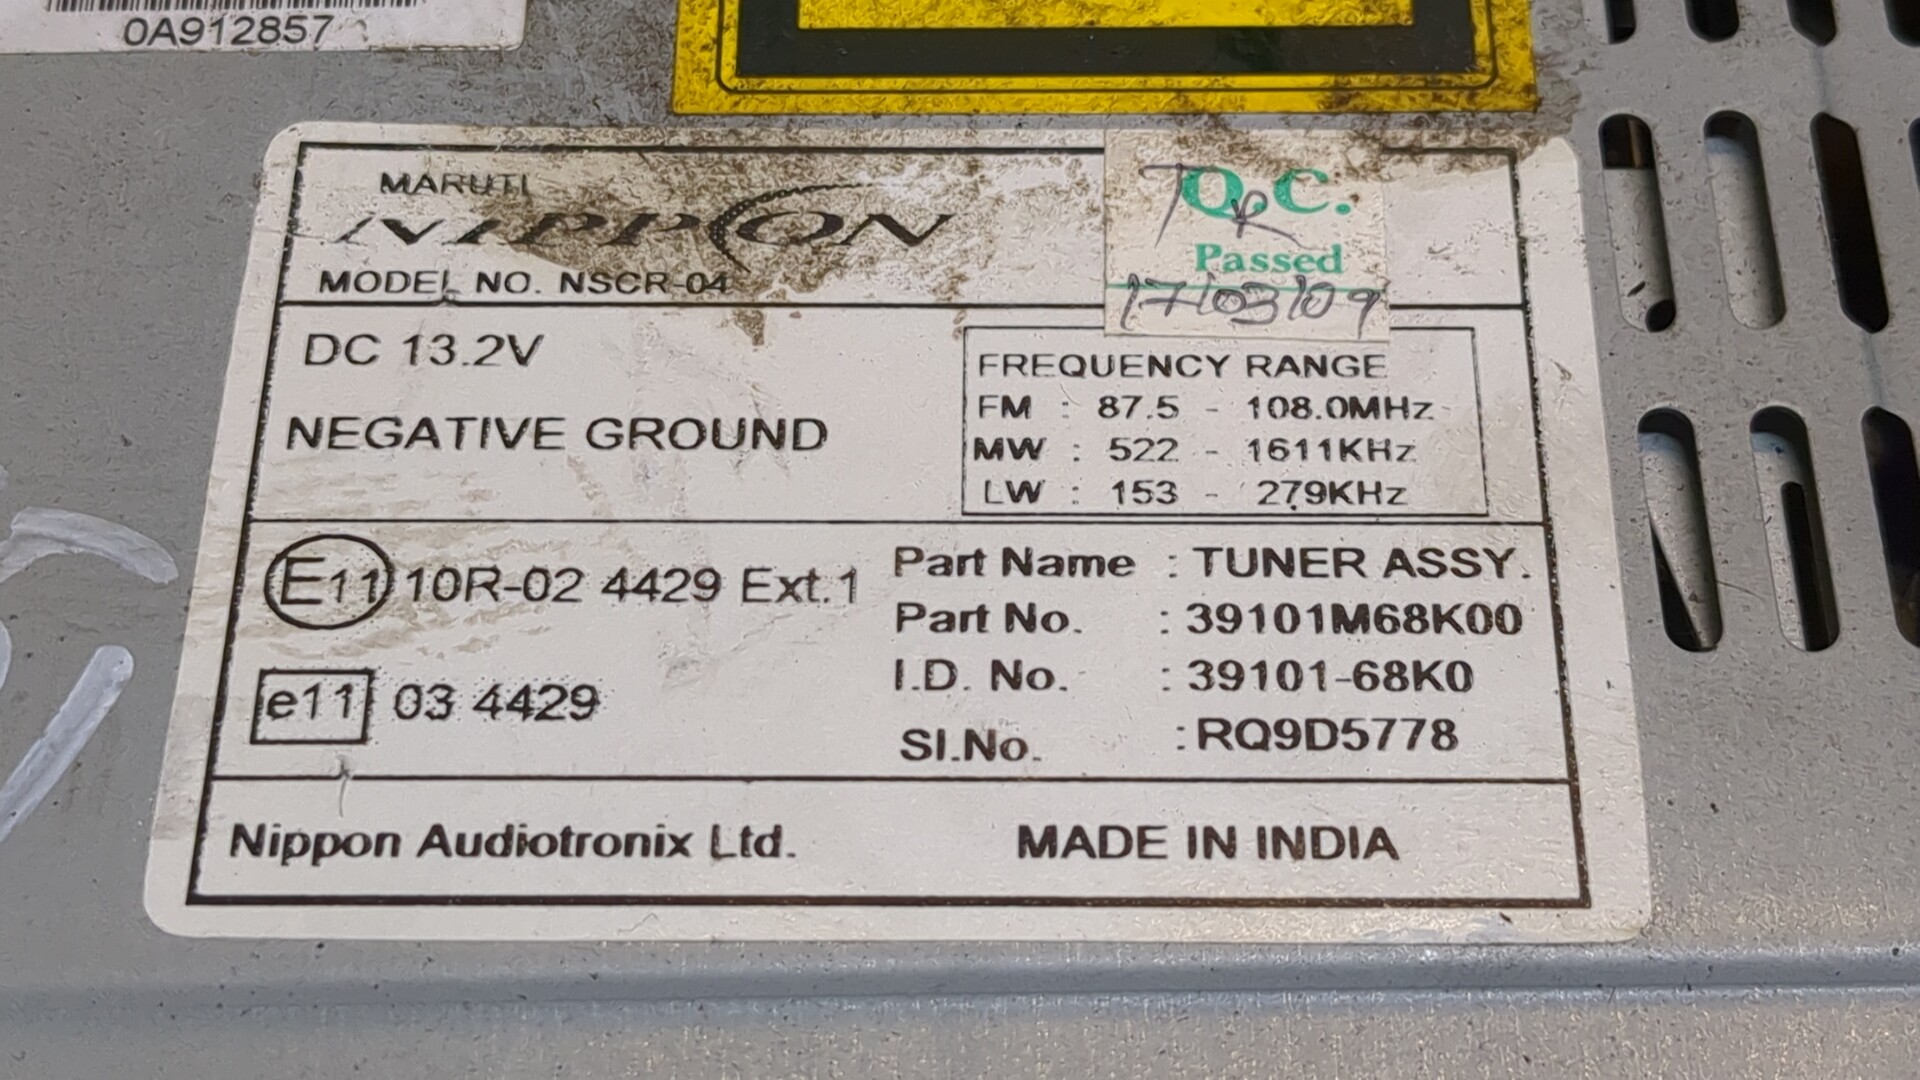 0A912857
MARUTI
NIPPON
MODEL NO. NSCR-04
Q.C.
Passed
17/03/09
DC 13.2V
NEGATIVE GROUND
FREQUENCY RANGE
FM : 87.5 - 108.0MHz
MW : 522 - 1611KHz
LW : 153 - 279KHz
E11 10R-02 4429 Ext.1
e11 03 4429
Part Name : TUNER ASSY.
Part No. : 39101M68K00
I.D. No. : 39101-68K0
Sl.No. : RQ9D5778
Nippon Audiotronix Ltd.
MADE IN INDIA